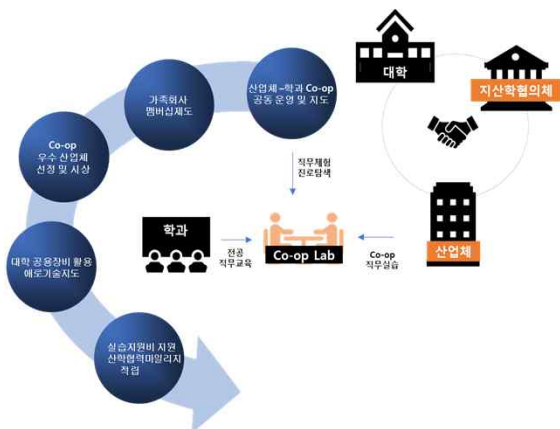 대학
지산학협의체
산업체
산업체~학과 Co-op
공동 운영 및 지도
가족회사
멤버십제도
Co-op
우수 산업체
선정 및 시상
대학 공용장비 활용
애로기술지도
실습지원비 지원
산학협력마일리지
적립
직무체험
진로탐색
학과
전공
직무교육
Co-op Lab
Co-op
직무실습